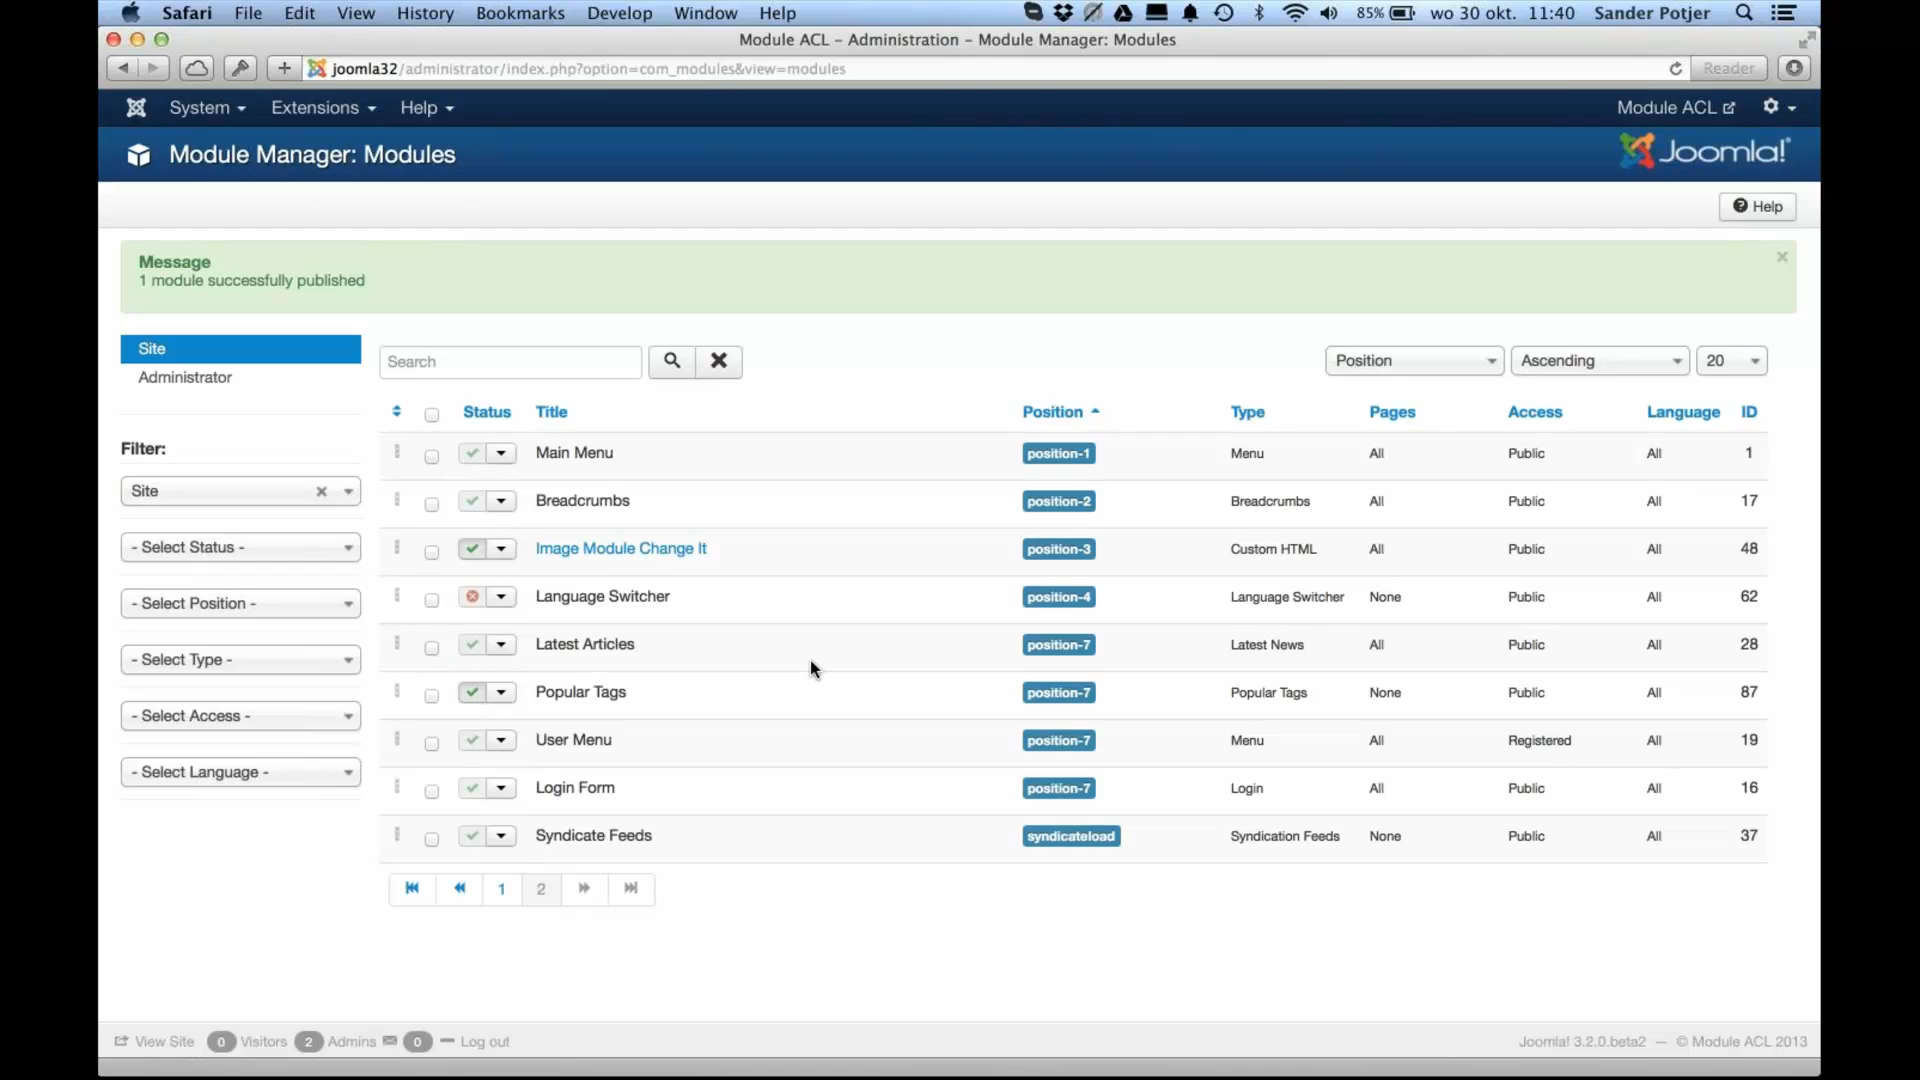 Safari File Edit View History Bookmarks Develop Window Help 85% wo 30 okt. 11:40 Sander Potjer
Module ACL – Administration – Module Manager: Modules
joomla32/administrator/index.php?option=com_modules&view=modules Reader
System Extensions Help Module ACL
Module Manager: Modules Joomla!®
Help
Message
1 module successfully published
Site
Administrator
Search Position Ascending 20
Status Title Position Type Pages Access Language ID
Filter:
Site
- Select Status -
- Select Position -
- Select Type -
- Select Access -
- Select Language -
Main Menu position-1 Menu All Public All 1
Breadcrumbs position-2 Breadcrumbs All Public All 17
Image Module Change It position-3 Custom HTML All Public All 48
Language Switcher position-4 Language Switcher None Public All 62
Latest Articles position-7 Latest News All Public All 28
Popular Tags position-7 Popular Tags None Public All 87
User Menu position-7 Menu All Registered All 19
Login Form position-7 Login All Public All 16
Syndicate Feeds syndicateload Syndication Feeds None Public All 37
1 2
View Site 0 Visitors 2 Admins 0 Log out Joomla! 3.2.0.beta2 — © Module ACL 2013